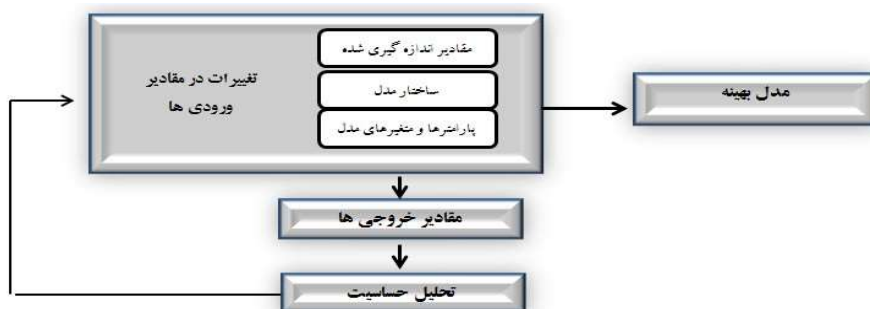 تغییرات در مقادیر
ورودی ها
مقادیر اندازه گیری شده
ساختار مدل
پارامترها و متغیرهای مدل
مدل بهینه
مقادیر خروجی ها
تحلیل حساسیت